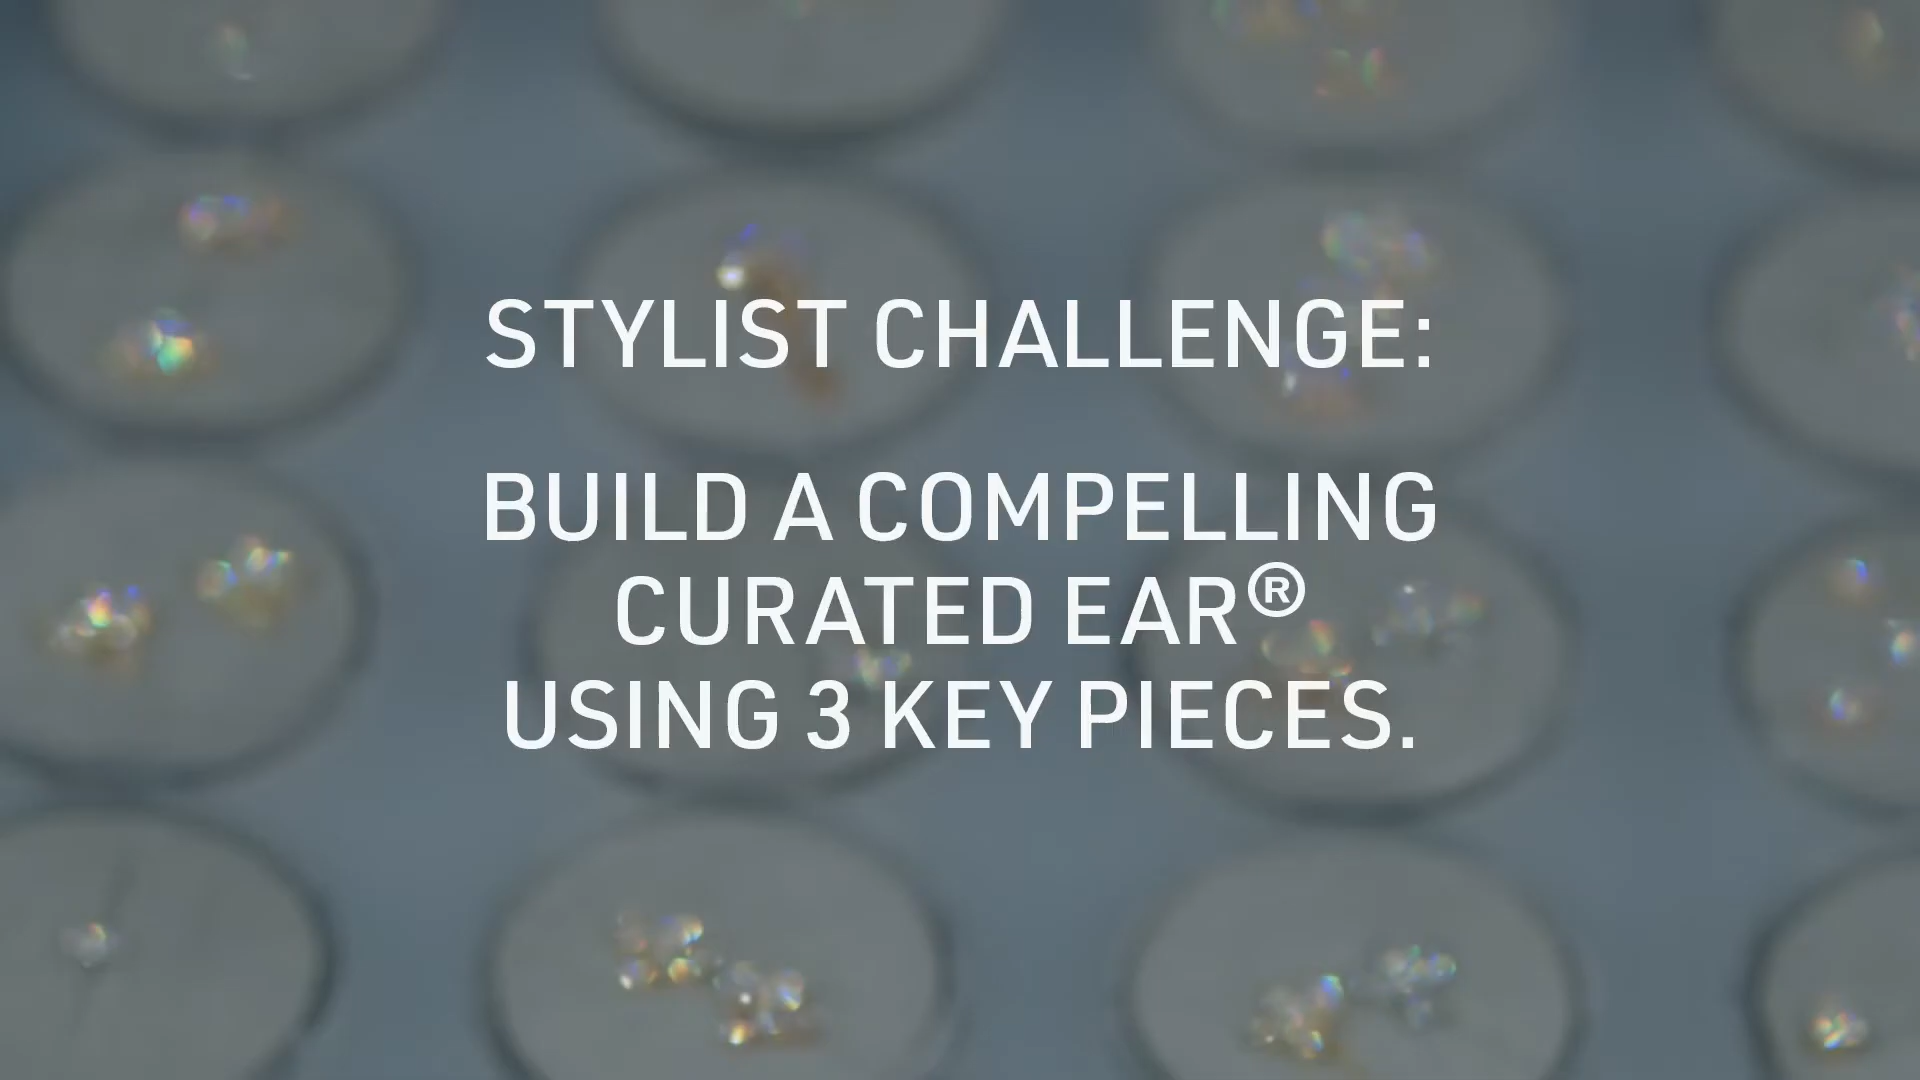 STYLIST CHALLENGE:
BUILD A COMPELLING
CURATED EAR®
USING 3 KEY PIECES.